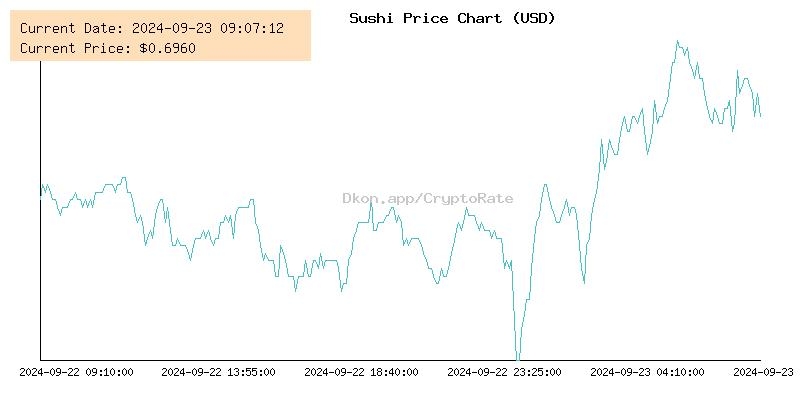 Sushi Price Chart (USD)
Current Date: 2024-09-23 09:07:12
Current Price: $0.6960
Dkon.app/CryptoRate
2024-09-22 09:10:00 2024-09-22 13:55:00 2024-09-22 18:40:00 2024-09-22 23:25:00 2024-09-23 04:10:00 2024-09-23